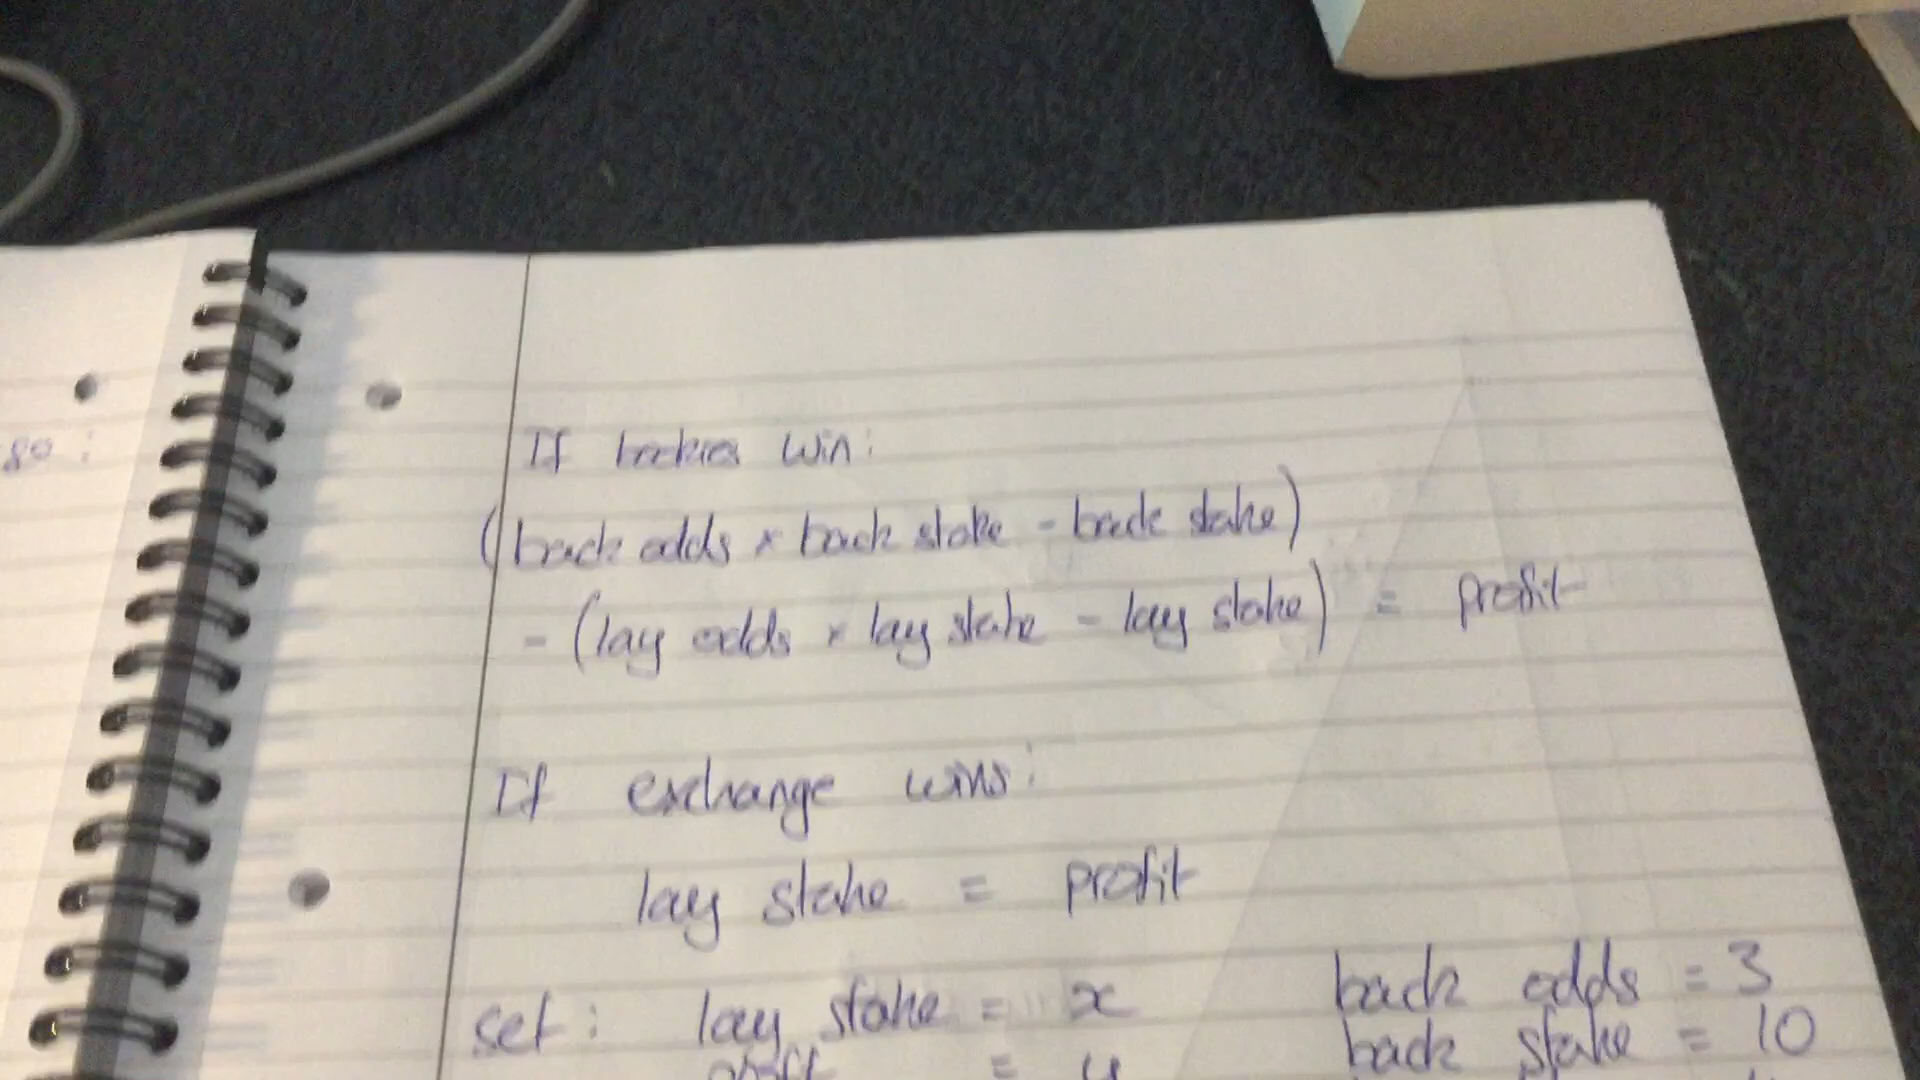 80:
If bookies win:
(back odds x back stake - back stake)
- (lay odds x lay stake - lay stake) = profit
If exchange wins:
lay stake = profit
set: lay stake = x
back odds = 3
= y
back stake = 10